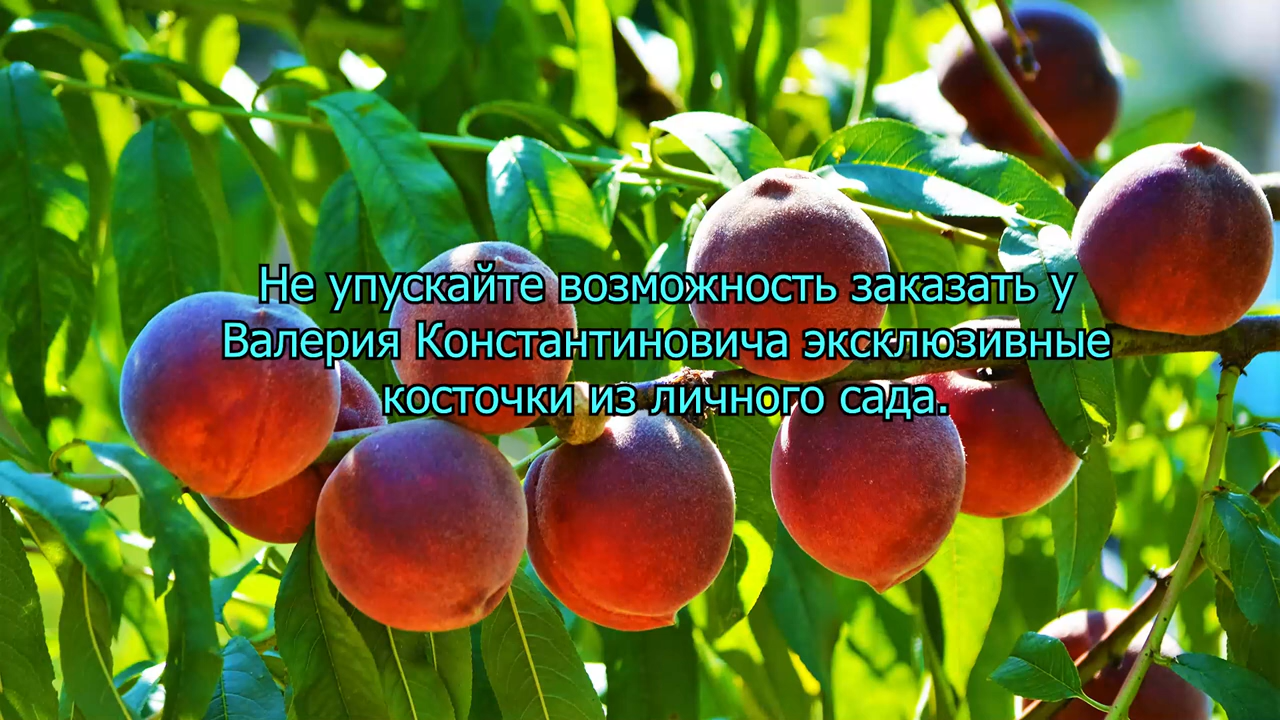 Не упускайте возможность заказать у
Валерия Константиновича эксклюзивные
косточки из личного сада.